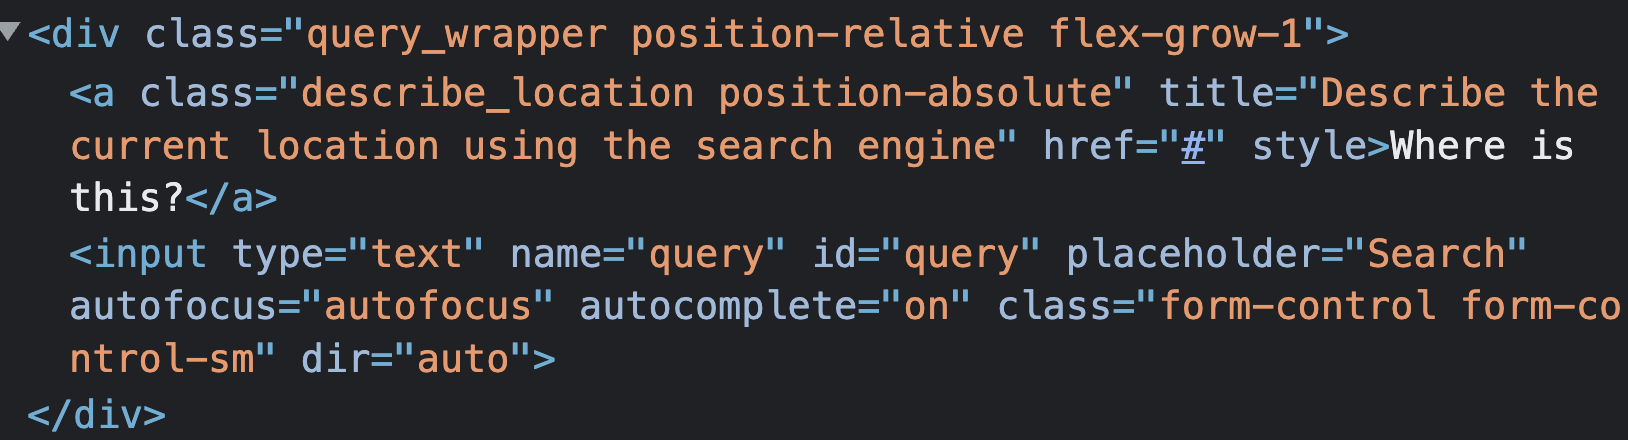 <div class="query_wrapper position-relative flex-grow-1">
<a class="describe_location position-absolute" title="Describe the
current location using the search engine" href="#" style>Where is
this?</a>
<input type="text" name="query" id="query" placeholder="Search"
autofocus="autofocus" autocomplete="on" class="form-control form-co
ntrol-sm" dir="auto">
</div>